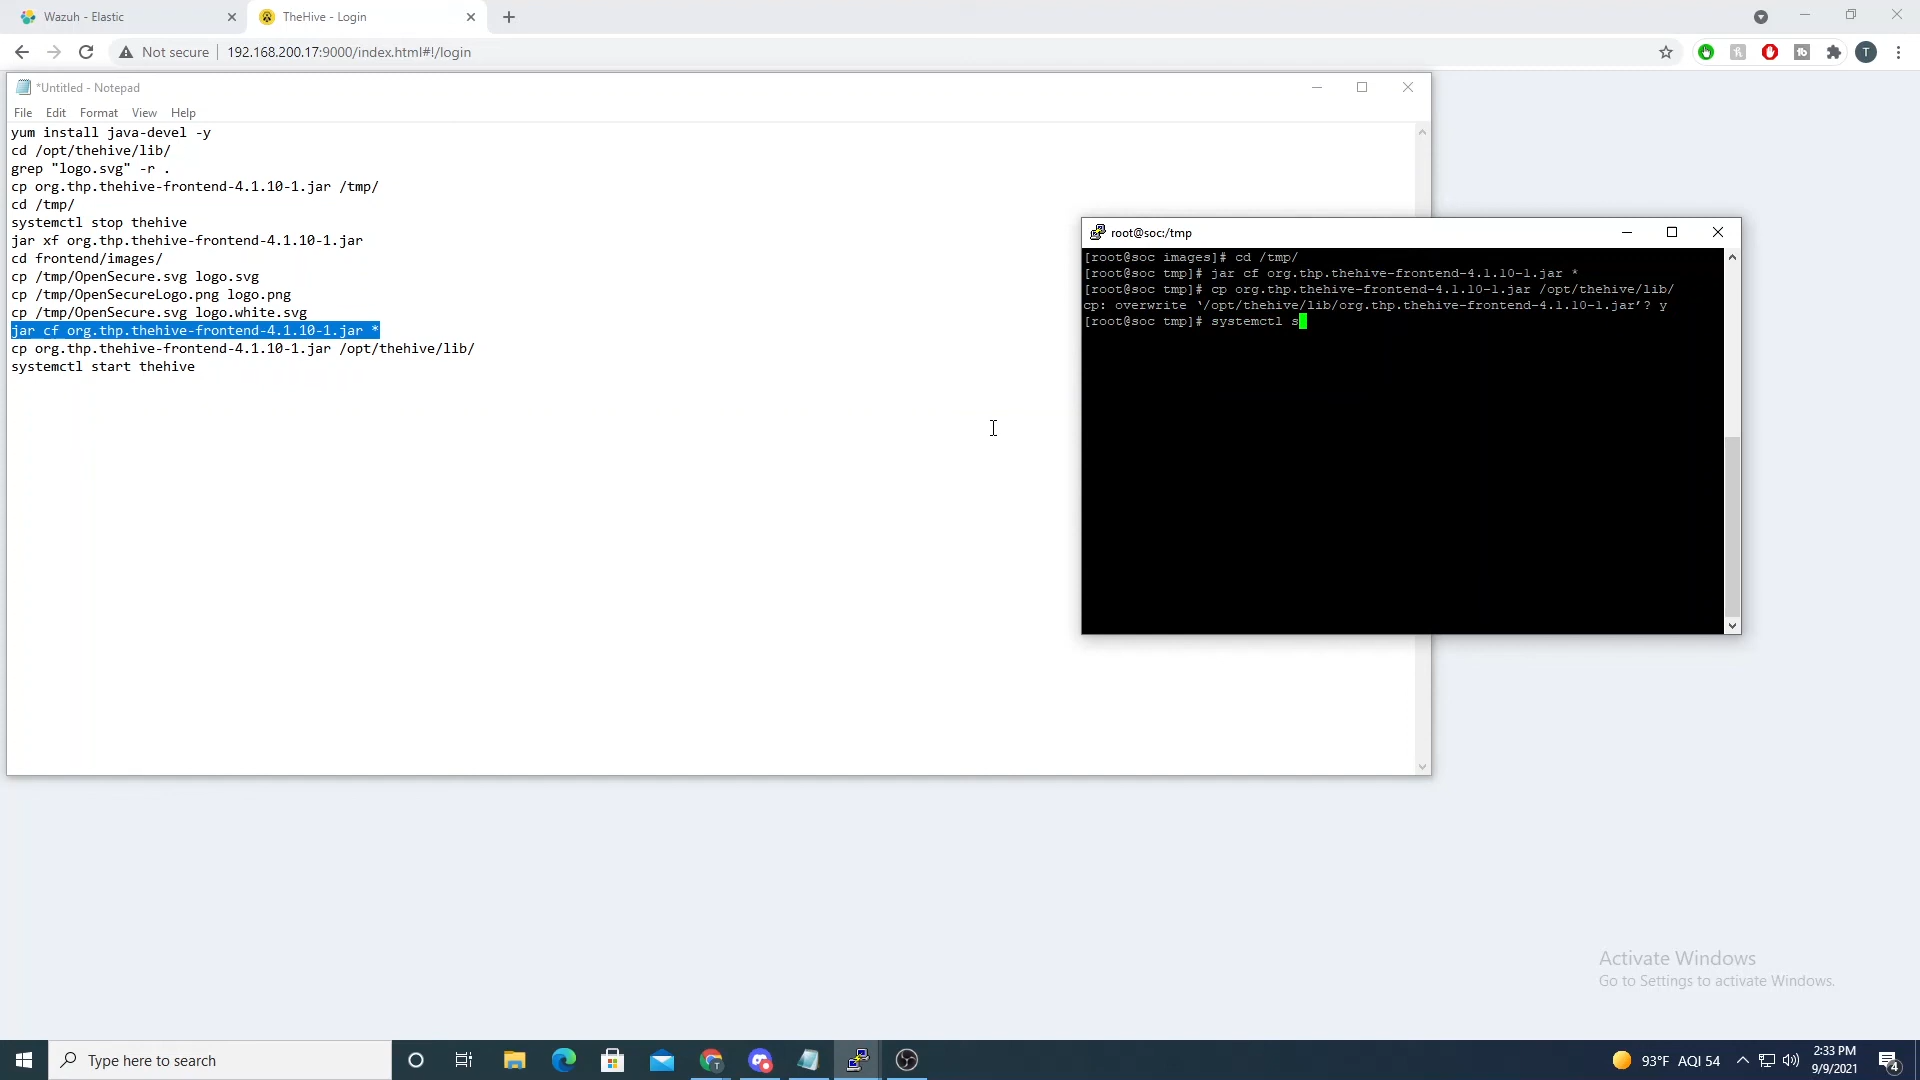 Wazuh - Elastic
TheHive - Login
Not secure
192.168.200.17:9000/index.html#!/login
T
*Untitled - Notepad
File Edit Format View Help
yum install java-devel -y
cd /opt/thehive/lib/
grep "logo.svg" -r .
cp org.thp.thehive-frontend-4.1.10-1.jar /tmp/
cd /tmp/
systemctl stop thehive
jar xf org.thp.thehive-frontend-4.1.10-1.jar
cd frontend/images/
cp /tmp/OpenSecure.svg logo.svg
cp /tmp/OpenSecureLogo.png logo.png
cp /tmp/OpenSecure.svg logo.white.svg
jar cf org.thp.thehive-frontend-4.1.10-1.jar *
cp org.thp.thehive-frontend-4.1.10-1.jar /opt/thehive/lib/
systemctl start thehive
root@soc:/tmp
[root@soc images]# cd /tmp/
[root@soc tmp]# jar cf org.thp.thehive-frontend-4.1.10-1.jar *
[root@soc tmp]# cp org.thp.thehive-frontend-4.1.10-1.jar /opt/thehive/lib/
cp: overwrite ‘/opt/thehive/lib/org.thp.thehive-frontend-4.1.10-1.jar’? y
[root@soc tmp]# systemctl s
Activate Windows
Go to Settings to activate Windows.
Type here to search
93°F AQI 54
2:33 PM
9/9/2021
4